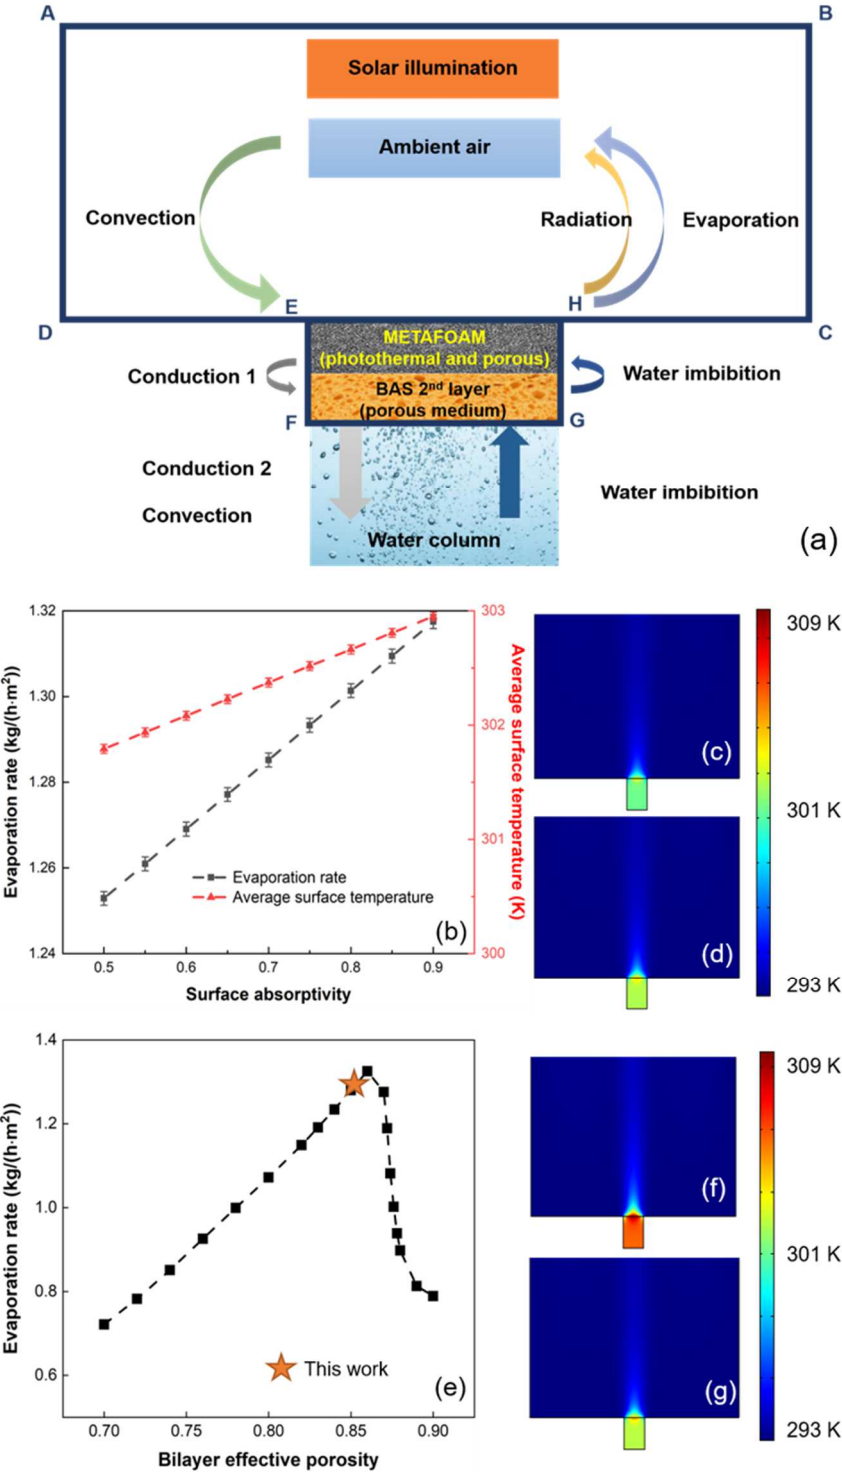 A
B
Solar illumination
Ambient air
Convection
Radiation
Evaporation
E
H
D
C
METAFOAM
(photothermal and porous)
Conduction 1
BAS 2nd layer
(porous medium)
Water imbibition
F
G
Conduction 2
Water imbibition
Convection
Water column
(a)
1.32
1.30
1.28
1.26
1.24
Evaporation rate (kg/(h·m2))
303
302
301
300
Average surface temperature (K)
Evaporation rate
Average surface temperature
(b)
0.5 0.6 0.7 0.8 0.9
Surface absorptivity
(c)
(d)
309 K
301 K
293 K
1.4
1.2
1.0
0.8
0.6
Evaporation rate (kg/(h·m2))
This work
(e)
0.70 0.75 0.80 0.85 0.90
Bilayer effective porosity
(f)
(g)
309 K
301 K
293 K